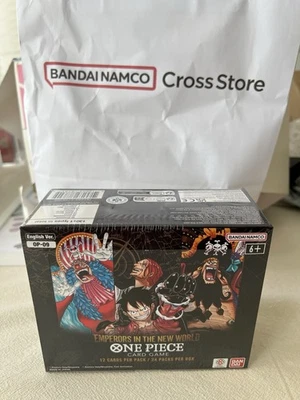 BANDAI NAMCO Cross Store
English Ver.
OP-09
BANDAI NAMCO
6+
EMPERORS IN THE NEW WORLD
ONE PIECE
CARD GAME
12 CARDS PER PACK / 24 PACKS PER BOX
BANDAI